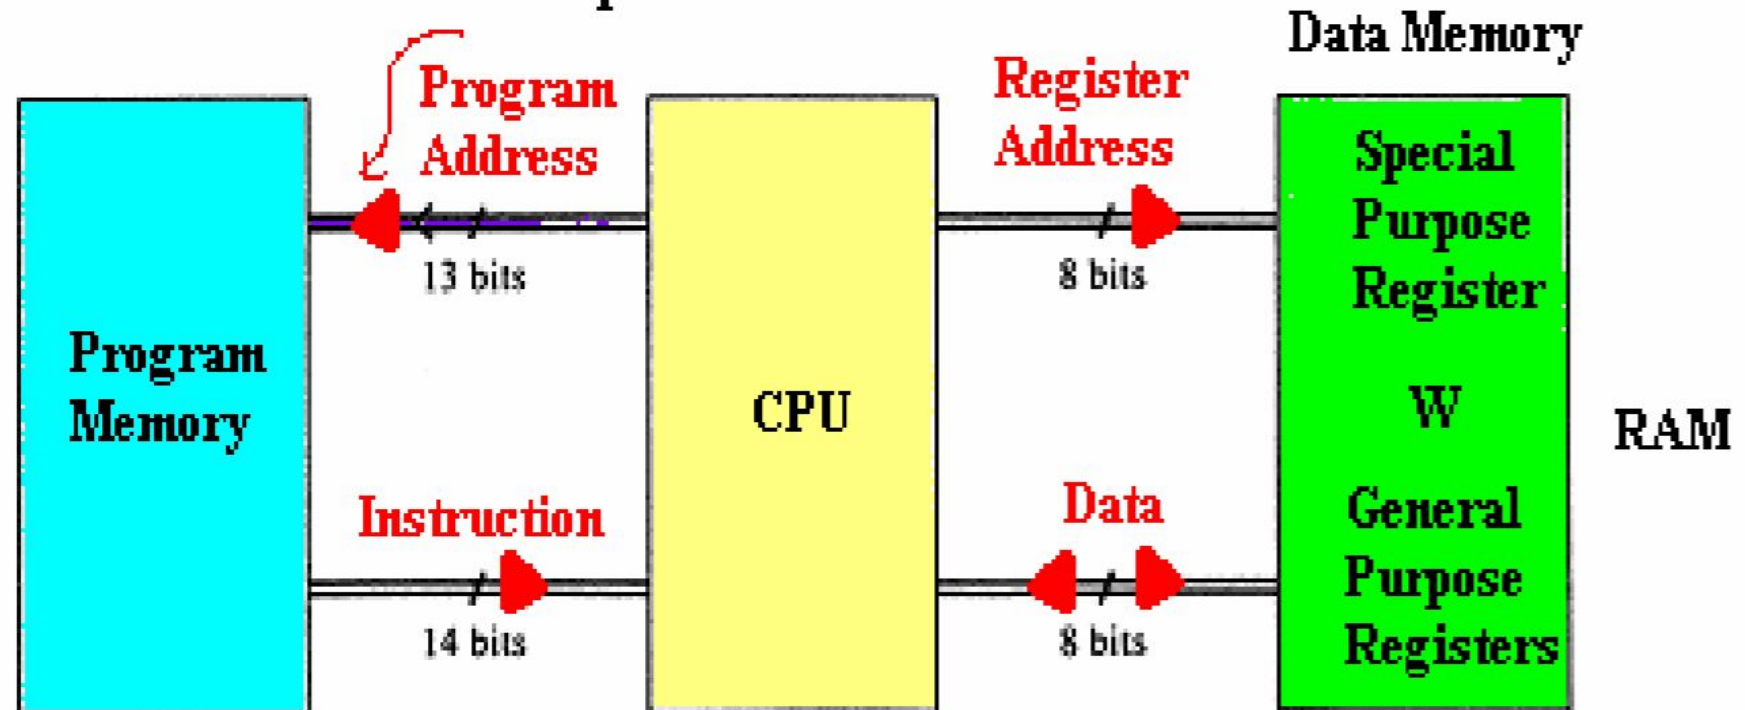 Data Memory
Program
Address
Register
Address
13 bits
8 bits
Special
Purpose
Register
Program
Memory
CPU
W
RAM
Instruction
Data
14 bits
8 bits
General
Purpose
Registers